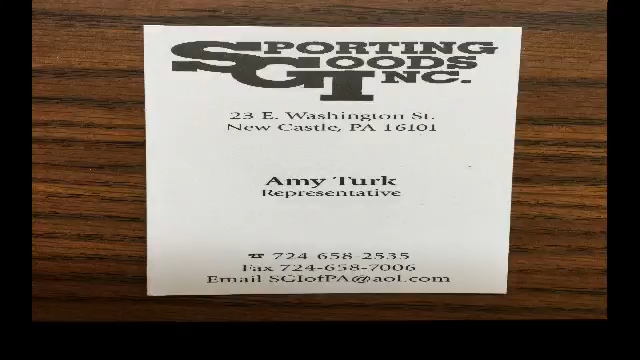 SPORTING
GOODS
INC.
23 E. Washington St.
New Castle, PA 16101
Amy Turk
Representative
☎ 724-658-2535
Fax 724-658-7006
Email SGIofPA@aol.com